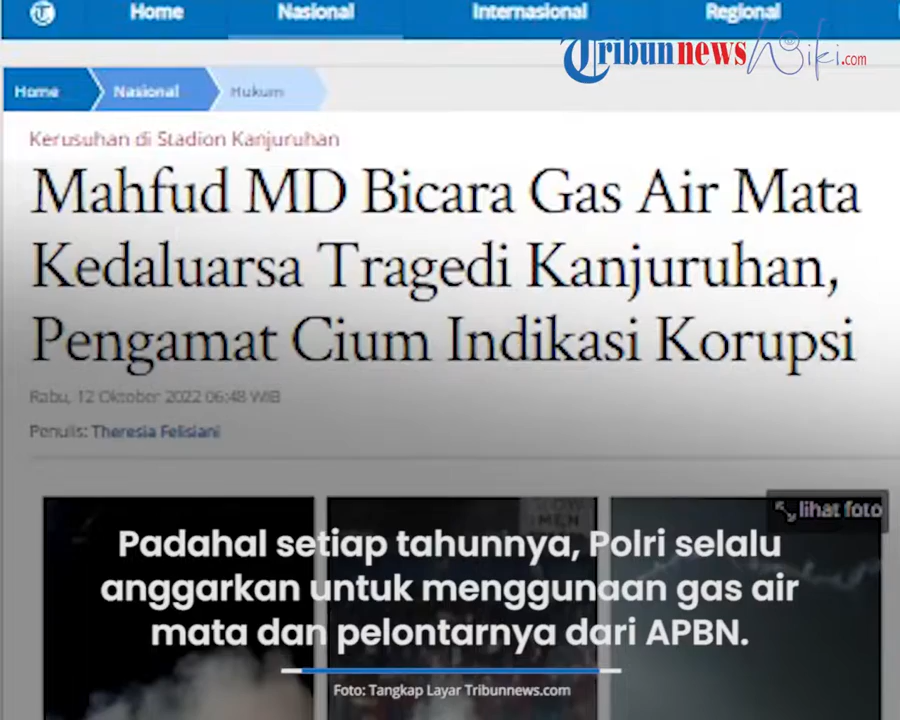 Home Nasional Internasional Regional
Tribunnews Wiki.com
Home Nasional Hukum
Kerusuhan di Stadion Kanjuruhan
Mahfud MD Bicara Gas Air Mata
Kedaluarsa Tragedi Kanjuruhan,
Pengamat Cium Indikasi Korupsi
Rabu, 12 Oktober 2022 06:48 WIB
Penulis: Theresia Felisiani
lihat foto
Padahal setiap tahunnya, Polri selalu
anggarkan untuk menggunaan gas air
mata dan pelontarnya dari APBN.
Foto: Tangkap Layar Tribunnews.com